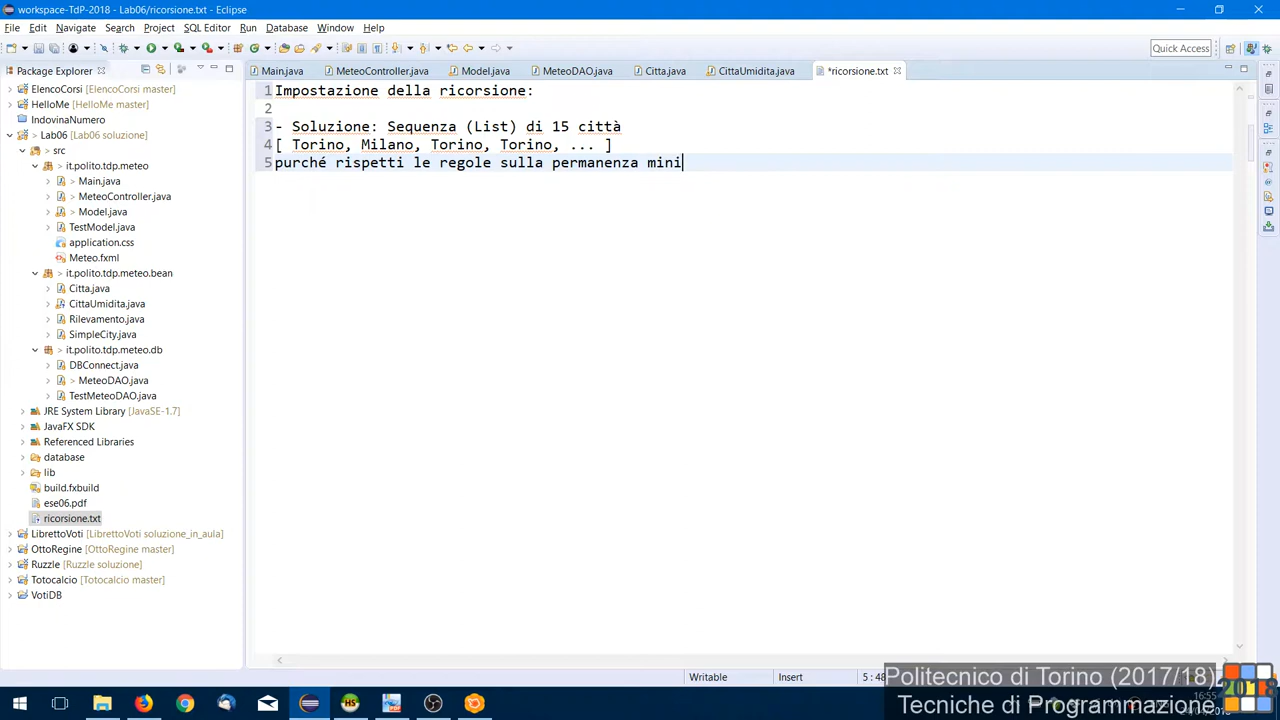 workspace-TdP-2018 - Lab06/ricorsione.txt - Eclipse
File Edit Navigate Search Project SQL Editor Run Database Window Help
Quick Access
Package Explorer
Main.java MeteoController.java Model.java MeteoDAO.java Citta.java CittaUmidita.java *ricorsione.txt
ElencoCorsi [ElencoCorsi master]
HelloMe [HelloMe master]
IndovinaNumero
> Lab06 [Lab06 soluzione]
> src
> it.polito.tdp.meteo
Main.java
MeteoController.java
> Model.java
TestModel.java
application.css
Meteo.fxml
> it.polito.tdp.meteo.bean
Citta.java
CittaUmidita.java
Rilevamento.java
SimpleCity.java
> it.polito.tdp.meteo.db
DBConnect.java
> MeteoDAO.java
TestMeteoDAO.java
JRE System Library [JavaSE-1.7]
JavaFX SDK
Referenced Libraries
database
lib
build.fxbuild
ese06.pdf
ricorsione.txt
LibrettoVoti [LibrettoVoti soluzione_in_aula]
OttoRegine [OttoRegine master]
Ruzzle [Ruzzle soluzione]
Totocalcio [Totocalcio master]
VotiDB
1 Impostazione della ricorsione:
2
3 - Soluzione: Sequenza (List) di 15 città
4 [ Torino, Milano, Torino, Torino, ... ]
5 purché rispetti le regole sulla permanenza mini
Writable Insert 5 : 48
Politecnico di Torino (2017/18)
Tecniche di Programmazione
2018
16:55